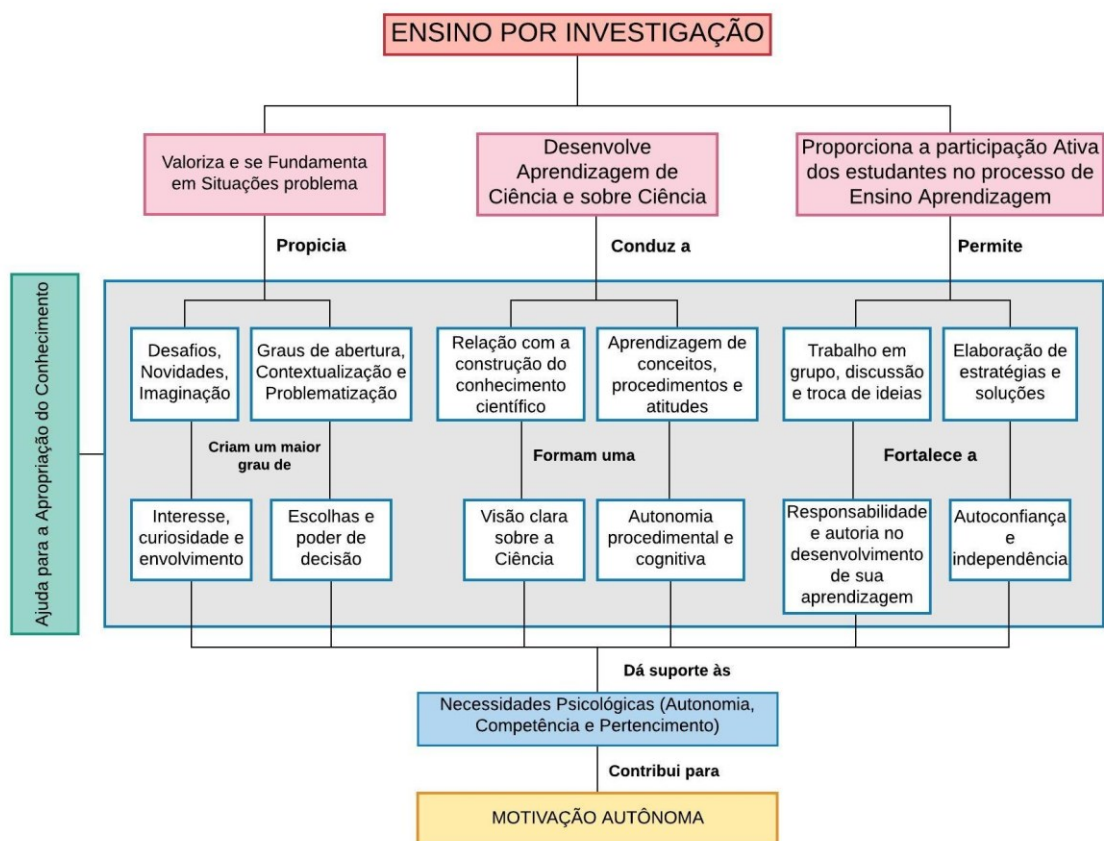 ENSINO POR INVESTIGAÇÃO
Valoriza e se Fundamenta
em Situações problema
Desenvolve
Aprendizagem de
Ciência e sobre Ciência
Proporciona a participação Ativa
dos estudantes no processo de
Ensino Aprendizagem
Propicia
Conduz a
Permite
Ajuda para a Apropriação do Conhecimento
Desafios,
Novidades,
Imaginação
Graus de abertura,
Contextualização e
Problematização
Relação com a
construção do
conhecimento
científico
Aprendizagem de
conceitos,
procedimentos e
atitudes
Trabalho em
grupo, discussão
e troca de ideias
Elaboração de
estratégias e
soluções
Criam um maior
grau de
Formam uma
Fortalece a
Interesse,
curiosidade e
envolvimento
Escolhas e
poder de
decisão
Visão clara
sobre a
Ciência
Autonomia
procedimental e
cognitiva
Responsabilidade
e autoria no
desenvolvimento
de sua
aprendizagem
Autoconfiança
e
independência
Dá suporte às
Necessidades Psicológicas (Autonomia,
Competência e Pertencimento)
Contribui para
MOTIVAÇÃO AUTÔNOMA